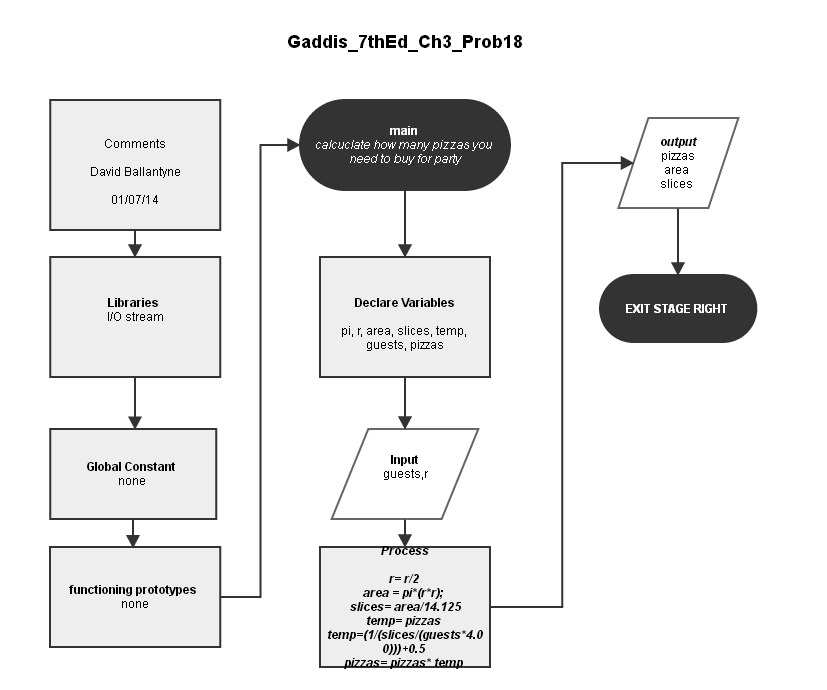 Gaddis_7thEd_Ch3_Prob18
Comments
David Ballantyne
01/07/14
Libraries
I/O stream
Global Constant
none
functioning prototypes
none
main
calcuclate how many pizzas you
need to buy for party
Declare Variables
pi, r, area, slices, temp,
guests, pizzas
Input
guests,r
Process
r= r/2
area = pi*(r*r);
slices= area/14.125
temp= pizzas
temp=(1/(slices/(guests*4.0
0)))+0.5
pizzas= pizzas* temp
output
pizzas
area
slices
EXIT STAGE RIGHT